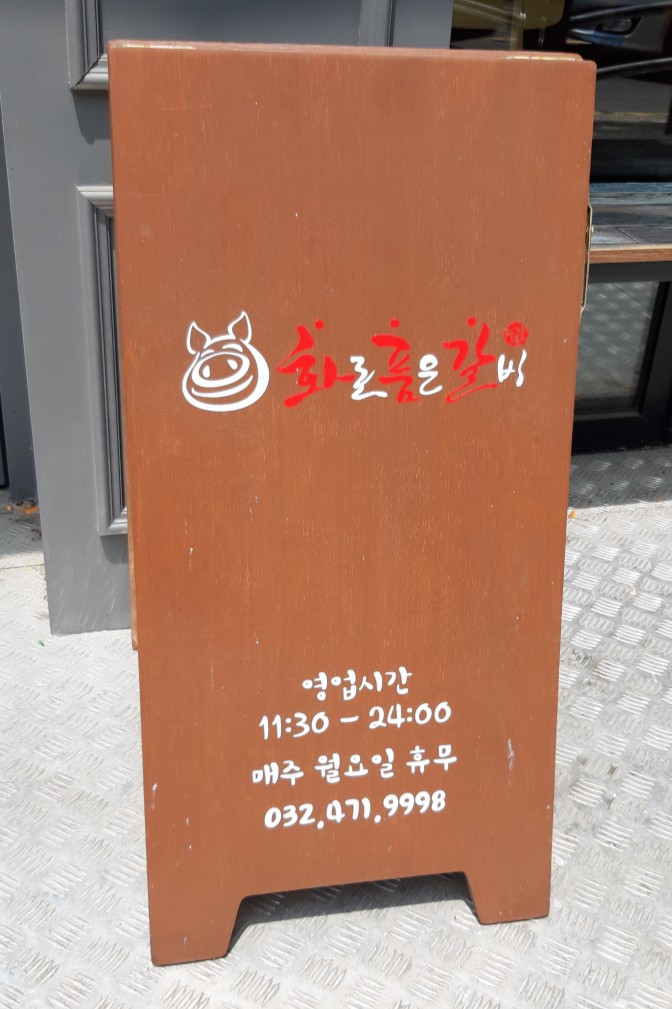 화로품은갈비
영업시간
11:30 - 24:00
매주 월요일 휴무
032.471.9998